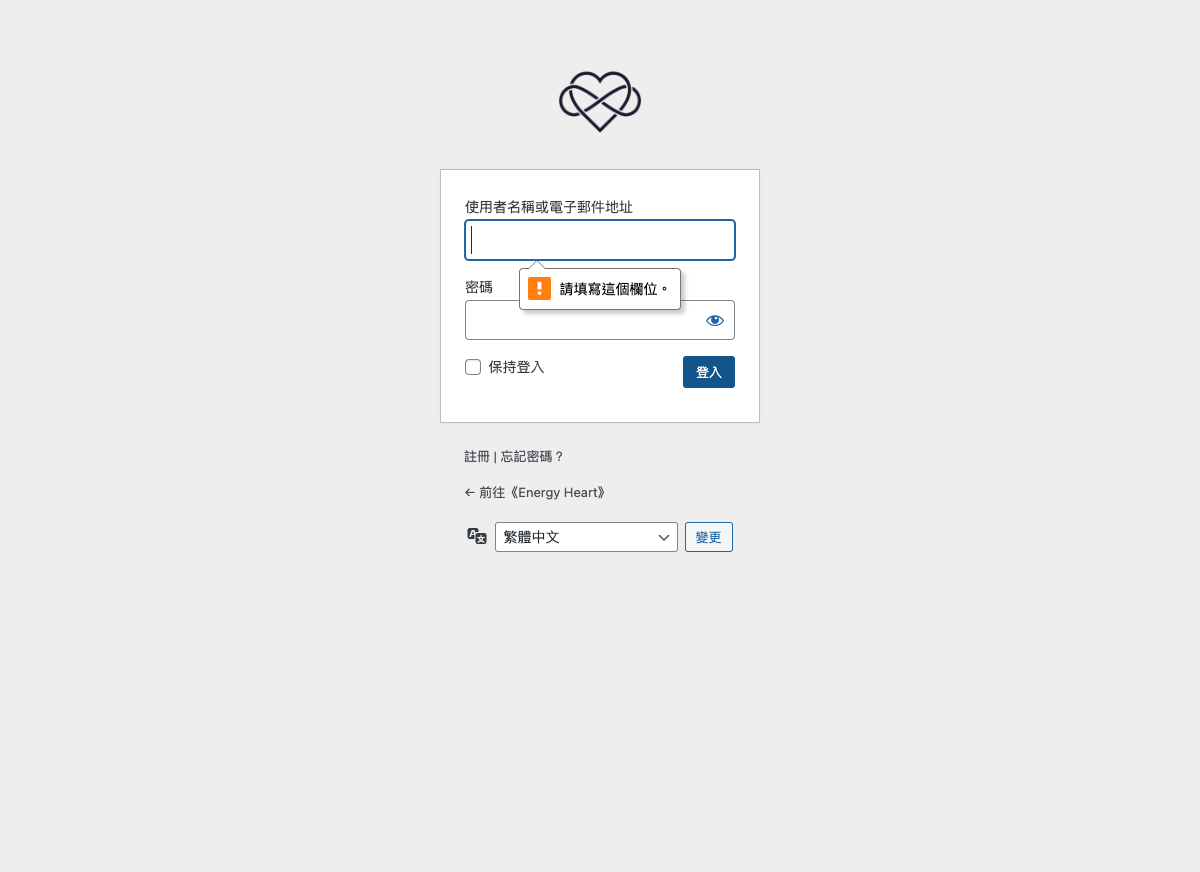 使用者名稱或電子郵件地址
請填寫這個欄位。
密碼
保持登入
登入
註冊 | 忘記密碼？
← 前往《Energy Heart》
繁體中文
變更